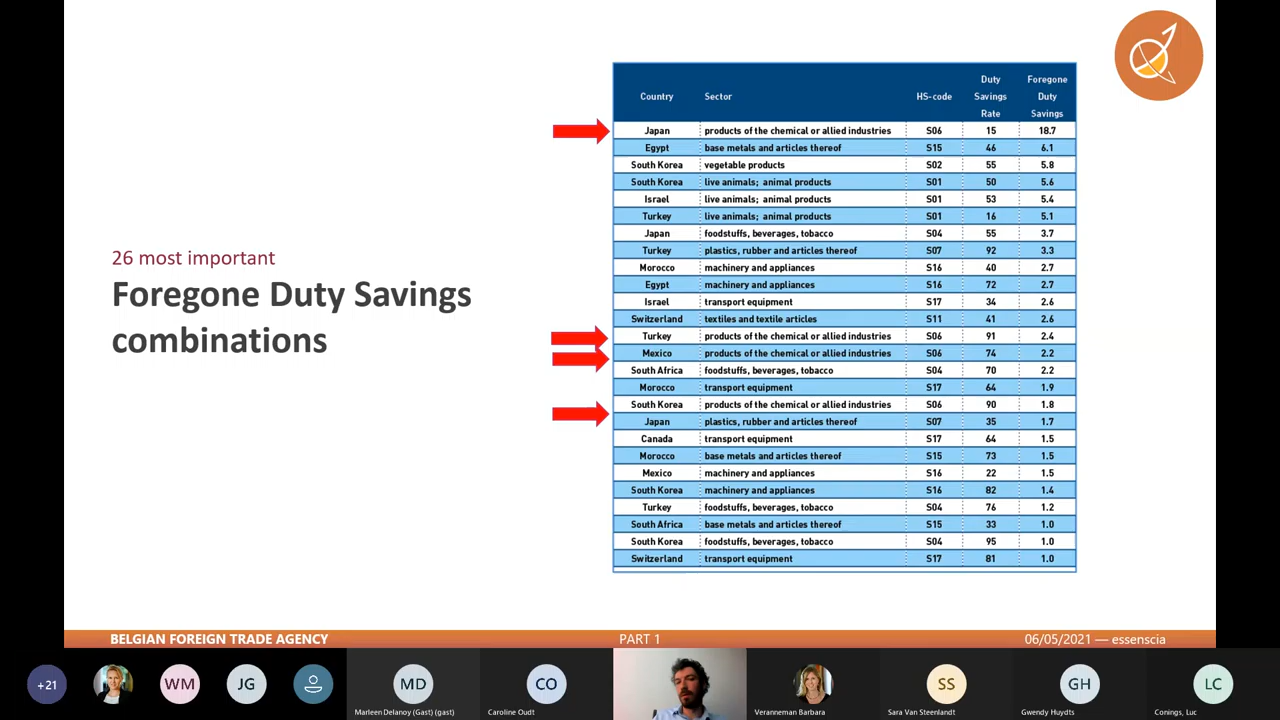 26 most important
Foregone Duty Savings
combinations
Country Sector HS-code Duty Savings Rate Foregone Duty Savings
Japan products of the chemical or allied industries S06 15 18.7
Egypt base metals and articles thereof S15 46 6.1
South Korea vegetable products S02 55 5.8
South Korea live animals; animal products S01 50 5.6
Israel live animals; animal products S01 53 5.4
Turkey live animals; animal products S01 16 5.1
Japan foodstuffs, beverages, tobacco S04 55 3.7
Turkey plastics, rubber and articles thereof S07 92 3.3
Morocco machinery and appliances S16 40 2.7
Egypt machinery and appliances S16 72 2.7
Israel transport equipment S17 34 2.6
Switzerland textiles and textile articles S11 41 2.6
Turkey products of the chemical or allied industries S06 91 2.4
Mexico products of the chemical or allied industries S06 74 2.2
South Africa foodstuffs, beverages, tobacco S04 70 2.2
Morocco transport equipment S17 64 1.9
South Korea products of the chemical or allied industries S06 90 1.8
Japan plastics, rubber and articles thereof S07 35 1.7
Canada transport equipment S17 64 1.5
Morocco base metals and articles thereof S15 73 1.5
Mexico machinery and appliances S16 22 1.5
South Korea machinery and appliances S16 82 1.4
Turkey foodstuffs, beverages, tobacco S04 76 1.2
South Africa base metals and articles thereof S15 33 1.0
South Korea foodstuffs, beverages, tobacco S04 95 1.0
Switzerland transport equipment S17 81 1.0
BELGIAN FOREIGN TRADE AGENCY PART 1 06/05/2021 — essenscia
+21 WM JG MD CO SS GH LC
Marleen Delanoy (Gast) (gast) Caroline Oudt Veranneman Barbara Sara Van Steenlandt Gwendy Huydts Conings, Luc